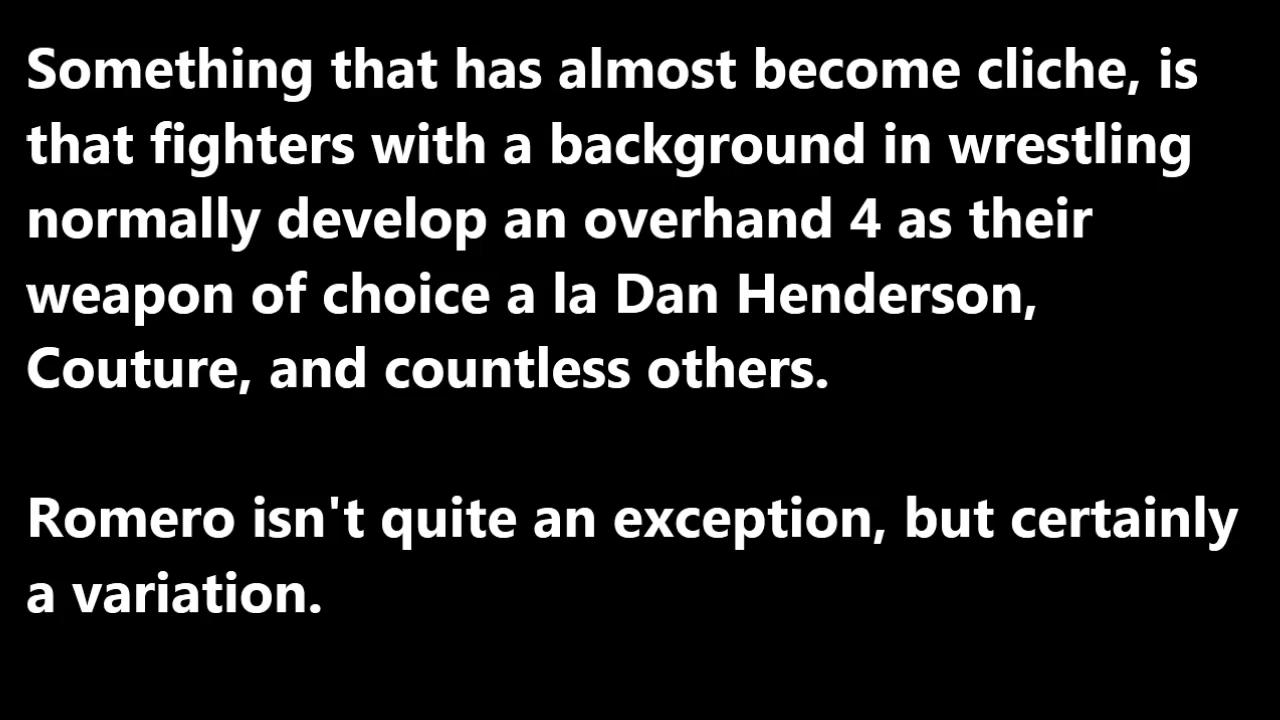 Something that has almost become cliche, is
that fighters with a background in wrestling
normally develop an overhand 4 as their
weapon of choice a la Dan Henderson,
Couture, and countless others.
Romero isn't quite an exception, but certainly
a variation.